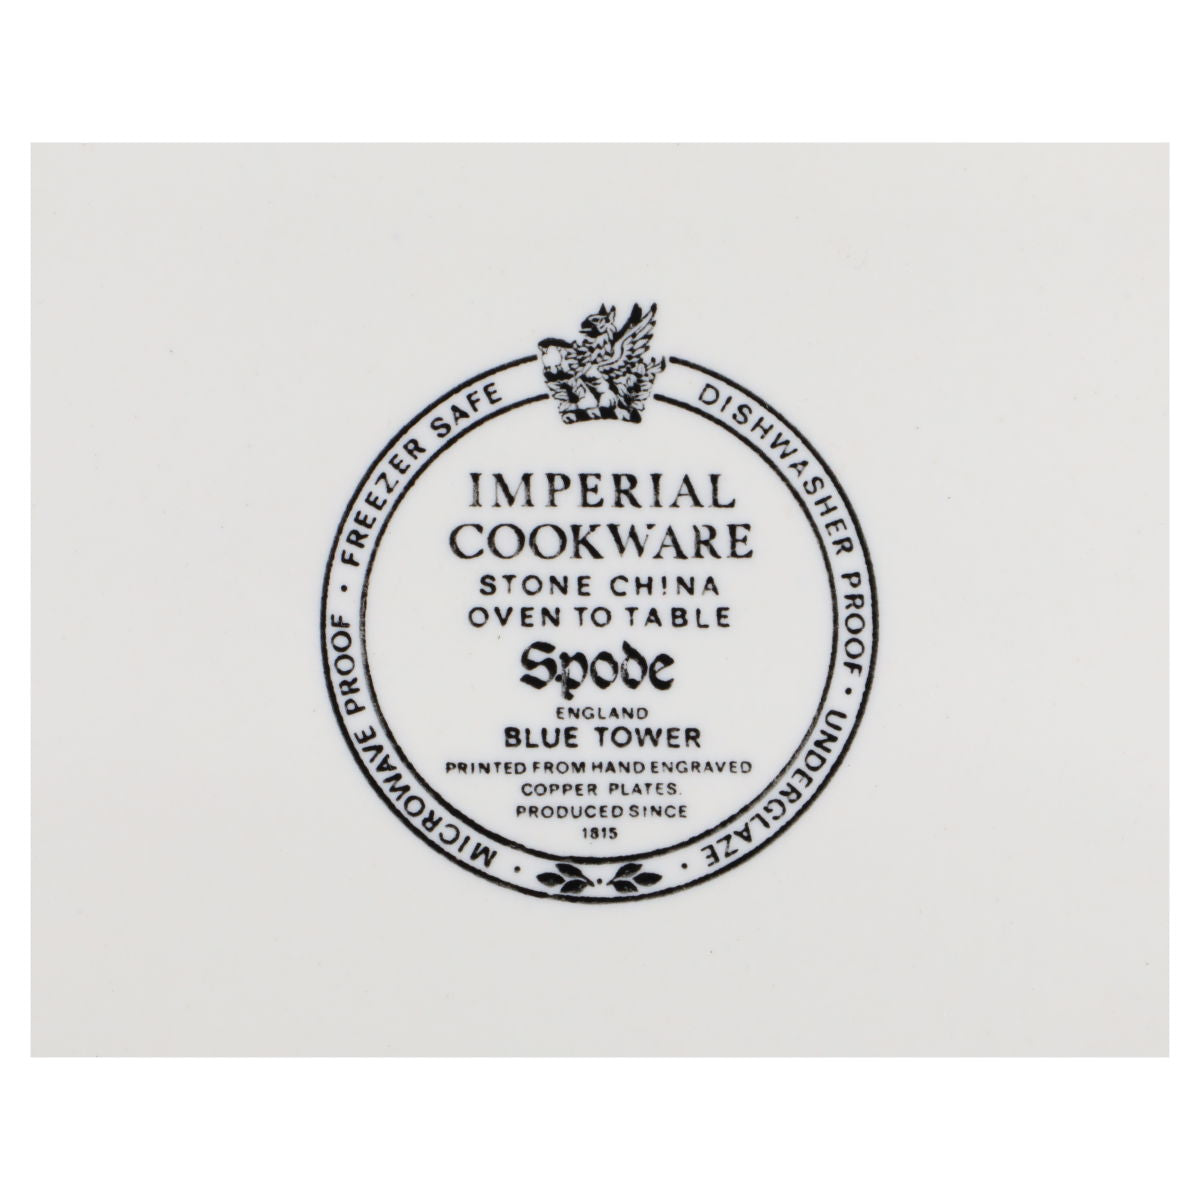 MICROWAVE PROOF · FREEZER SAFE
DISHWASHER PROOF · UNDERGLAZE
IMPERIAL
COOKWARE
STONE CHINA
OVEN TO TABLE
Spode
ENGLAND
BLUE TOWER
PRINTED FROM HAND ENGRAVED
COPPER PLATES.
PRODUCED SINCE
1815